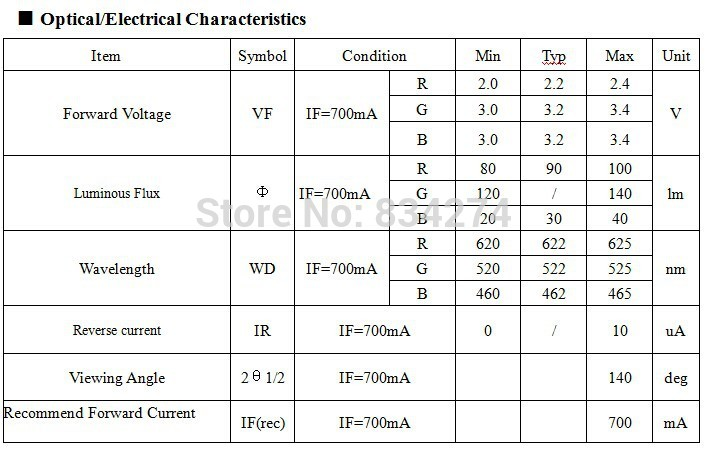 ■ Optical/Electrical Characteristics
Item Symbol Condition Min Typ Max Unit
R 2.0 2.2 2.4
Forward Voltage VF IF=700mA G 3.0 3.2 3.4 V
B 3.0 3.2 3.4
R 80 90 100
Luminous Flux Φ IF=700mA G 120 / 140 lm
Store No: 834274
B 20 30 40
R 620 622 625
Wavelength WD IF=700mA G 520 522 525 nm
B 460 462 465
Reverse current IR IF=700mA 0 / 10 uA
Viewing Angle 2θ1/2 IF=700mA 140 deg
Recommend Forward Current IF(rec) IF=700mA 700 mA